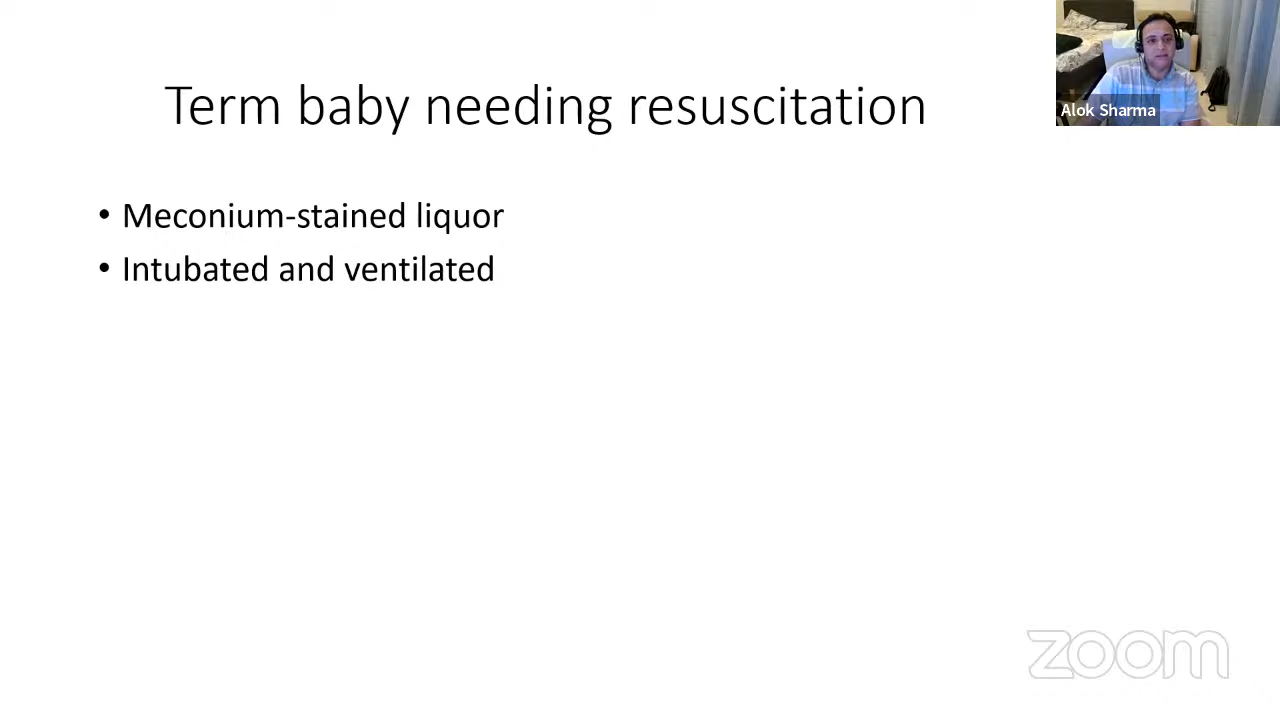 Term baby needing resuscitation
Alok Sharma
• Meconium-stained liquor
• Intubated and ventilated
zoom